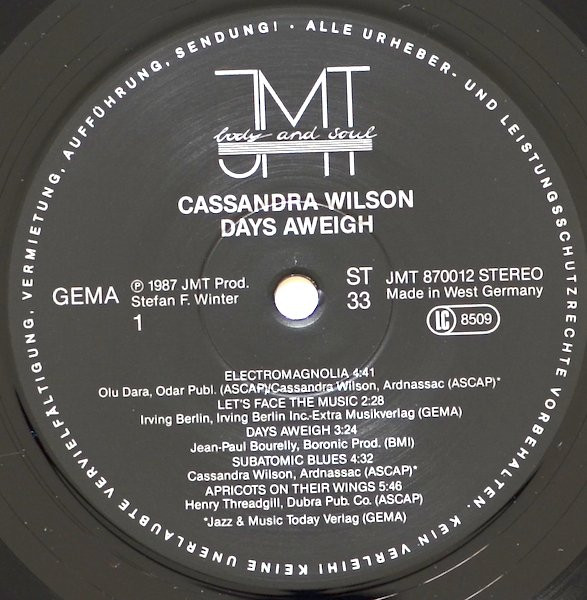 ALLE URHEBER- UND LEISTUNGSSCHUTZRECHTE VORBEHALTEN. KEIN VERLEIH! KEINE UNERLAUBTE VERVIELFÄLTIGUNG, VERMIETUNG, AUFFÜHRUNG, SENDUNG! ·
JMT
body and soul
CASSANDRA WILSON
DAYS AWEIGH
GEMA
℗ 1987 JMT Prod.
Stefan F. Winter
1
ST
33
JMT 870012 STEREO
Made in West Germany
LC 8509
ELECTROMAGNOLIA 4:41
Olu Dara, Odar Publ. (ASCAP)/Cassandra Wilson, Ardnassac (ASCAP)*
LET'S FACE THE MUSIC 2:28
Irving Berlin, Irving Berlin Inc.-Extra Musikverlag (GEMA)
DAYS AWEIGH 3:24
Jean-Paul Bourelly, Boronic Prod. (BMI)
SUBATOMIC BLUES 4:32
Cassandra Wilson, Ardnassac (ASCAP)*
APRICOTS ON THEIR WINGS 5:46
Henry Threadgill, Dubra Pub. Co. (ASCAP)
*Jazz & Music Today Verlag (GEMA)